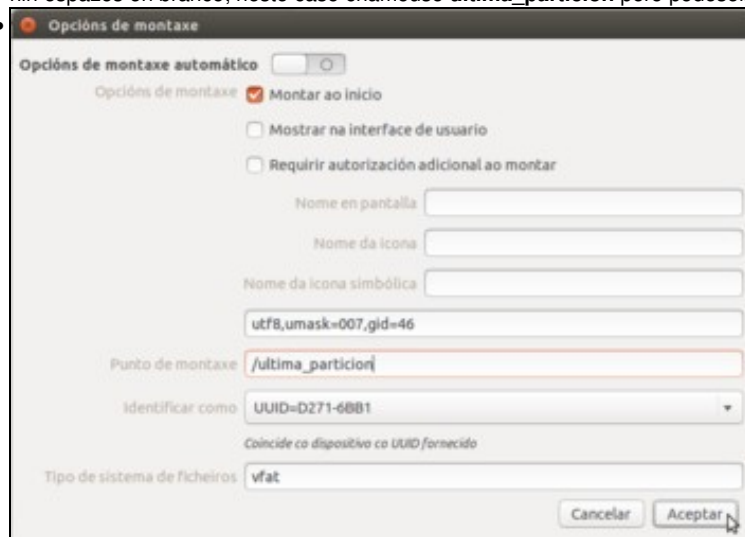 Opcións de montaxe
Opcións de montaxe automático
Opcións de montaxe Montar ao inicio
Mostrar na interface de usuario
Requirir autorización adicional ao montar
Nome en pantalla
Nome da icona
Nome da icona simbólica
utf8,umask=007,gid=46
Punto de montaxe /ultima_particion
Identificar como UUID=D271-6BB1
Coincide co dispositivo co UUID fornecido
Tipo de sistema de ficheiros vfat
Cancelar Aceptar